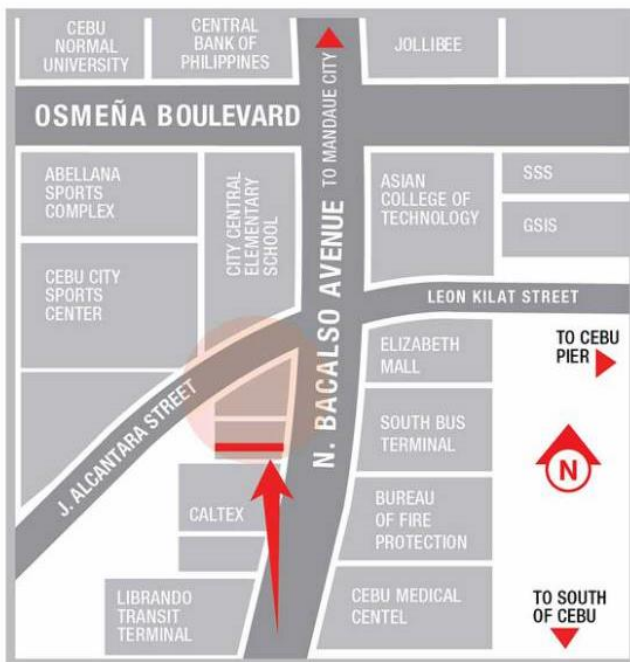 CEBU
NORMAL
UNIVERSITY
CENTRAL
BANK OF
PHILIPPINES
JOLLIBEE
OSMEÑA BOULEVARD
TO MANDAUE CITY
ABELLANA
SPORTS
COMPLEX
CITY CENTRAL
ELEMENTARY
SCHOOL
ASIAN
COLLEGE OF
TECHNOLOGY
SSS
GSIS
CEBU CITY
SPORTS
CENTER
N. BACALSO AVENUE
LEON KILAT STREET
ELIZABETH
MALL
TO CEBU
PIER
J. ALCANTARA STREET
SOUTH BUS
TERMINAL
N
CALTEX
BUREAU
OF FIRE
PROTECTION
LIBRANDO
TRANSIT
TERMINAL
CEBU MEDICAL
CENTEL
TO SOUTH
OF CEBU